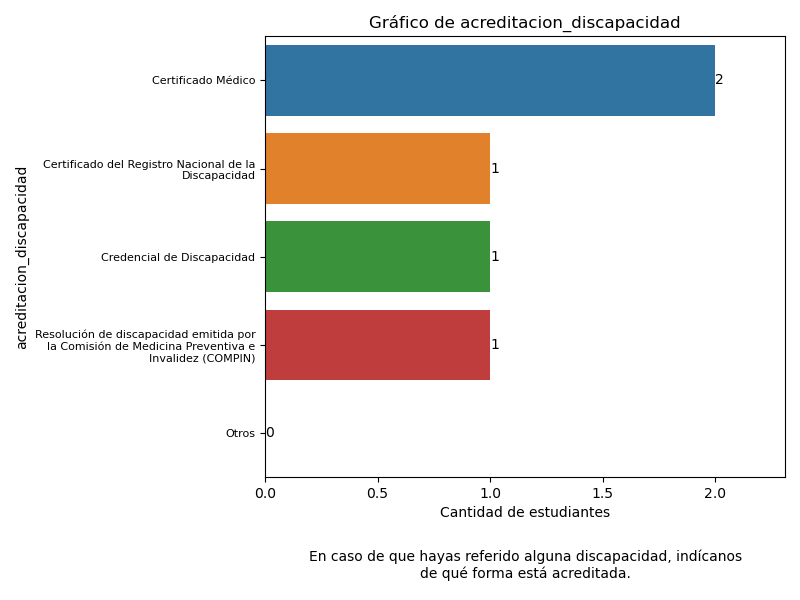 Gráfico de acreditacion_discapacidad
acreditacion_discapacidad
Certificado Médico
2
Certificado del Registro Nacional de la
Discapacidad
1
Credencial de Discapacidad
1
Resolución de discapacidad emitida por
la Comisión de Medicina Preventiva e
Invalidez (COMPIN)
1
Otros
0
0.0 0.5 1.0 1.5 2.0
Cantidad de estudiantes
En caso de que hayas referido alguna discapacidad, indícanos
de qué forma está acreditada.